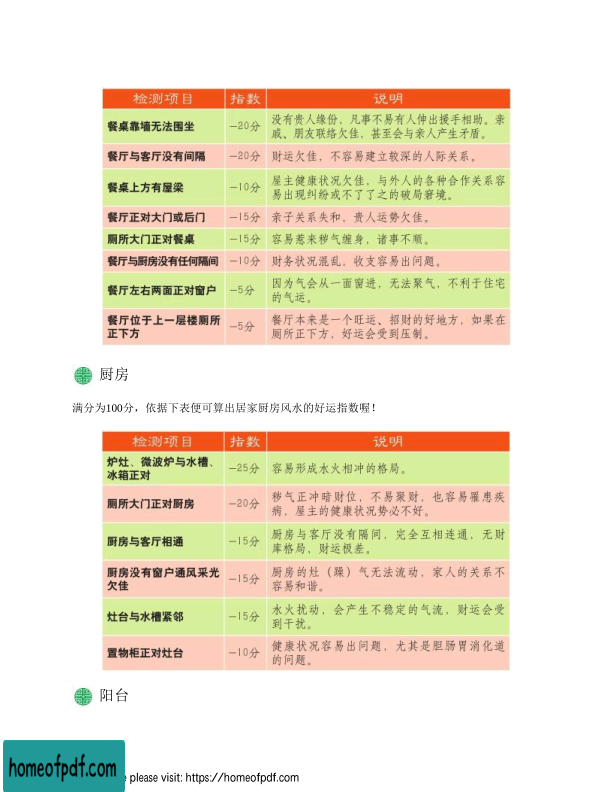 检测项目 指数 说明
餐桌靠墙无法围坐 −20分 没有贵人缘份，凡事不易有人伸出援手相助。亲
戚、朋友联络欠佳，甚至会与亲人产生矛盾。
餐厅与客厅没有间隔 −20分 财运欠佳，不容易建立较深的人际关系。
餐桌上方有屋梁 −10分 屋主健康状况欠佳，与外人的各种合作关系容
易出现纠纷或不了了之的破局窘境。
餐厅正对大门或后门 −15分 亲子关系失和，贵人运势欠佳。
厕所大门正对餐桌 −15分 容易惹来秽气缠身，诸事不顺。
餐厅与厨房没有任何隔间 −10分 财务状况混乱，收支容易出问题。
餐厅左右两面正对窗户 −5分 因为气会从一面窗进，无法聚气，不利于住宅
的气运。
餐厅位于上一层楼厕所
正下方 −5分 餐厅本来是一个旺运、招财的好地方，如果在
厕所正下方，好运会受到压制。
厨房
满分为100分，依据下表便可算出居家厨房风水的好运指数喔！
检测项目 指数 说明
炉灶、微波炉与水槽、
冰箱正对 −25分 容易形成水火相冲的格局。
厕所大门正对厨房 −20分 秽气正冲暗财位，不易聚财，也容易罹患疾
病，屋主的健康状况势必不好。
厨房与客厅相通 −15分 厨房与客厅没有隔间，完全互相连通，无财
库格局，财运极差。
厨房没有窗户通风采光
欠佳 −15分 厨房的灶（躁）气无法流动，家人的关系不
容易和谐。
灶台与水槽紧邻 −15分 水火扰动，会产生不稳定的气流，财运会受
到干扰。
置物柜正对灶台 −10分 健康状况容易出问题，尤其是胆肠胃消化道
的问题。
阳台
homeofpdf.com
e please visit: https://homeofpdf.com